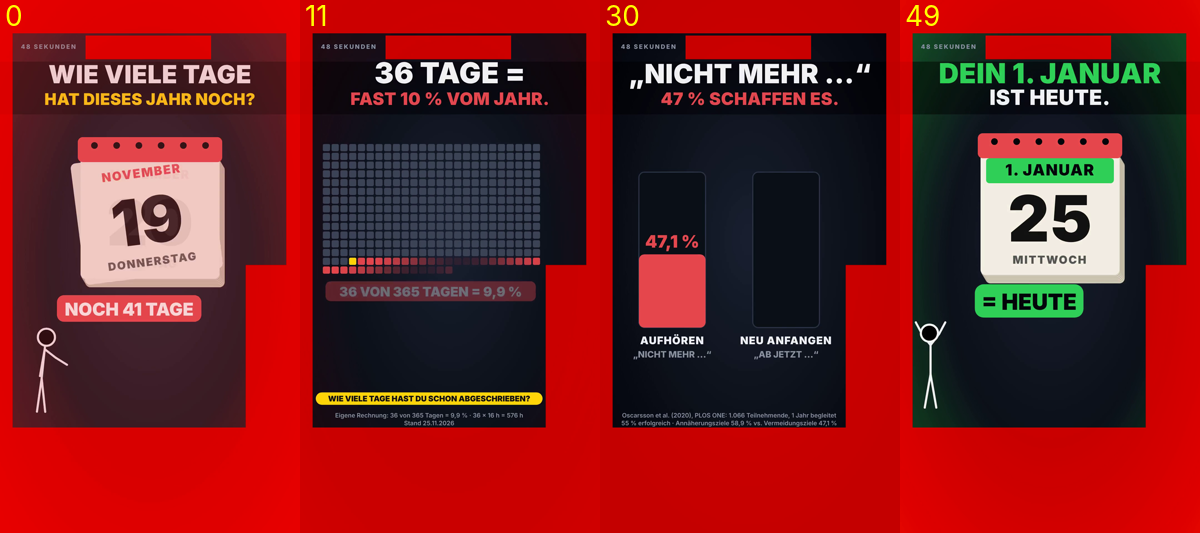 0
48 SEKUNDEN
WIE VIELE TAGE
HAT DIESES JAHR NOCH?
NOVEMBER
19
DONNERSTAG
NOCH 41 TAGE
11
48 SEKUNDEN
36 TAGE =
FAST 10 % VOM JAHR.
36 VON 365 TAGEN = 9,9 %
WIE VIELE TAGE HAST DU SCHON ABGESCHRIEBEN?
Eigene Rechnung: 36 von 365 Tagen = 9,9 % · 36 × 16 h = 576 h
Stand 25.11.2026
30
48 SEKUNDEN
„NICHT MEHR ...“
47 % SCHAFFEN ES.
47,1 %
AUFHÖREN
„NICHT MEHR ...“
NEU ANFANGEN
„AB JETZT ...“
Oscarsson et al. (2020), PLOS ONE: 1.066 Teilnehmende, 1 Jahr begleitet
55 % erfolgreich · Annäherungsziele 58,9 % vs. Vermeidungsziele 47,1 %
49
48 SEKUNDEN
DEIN 1. JANUAR
IST HEUTE.
1. JANUAR
25
MITTWOCH
= HEUTE